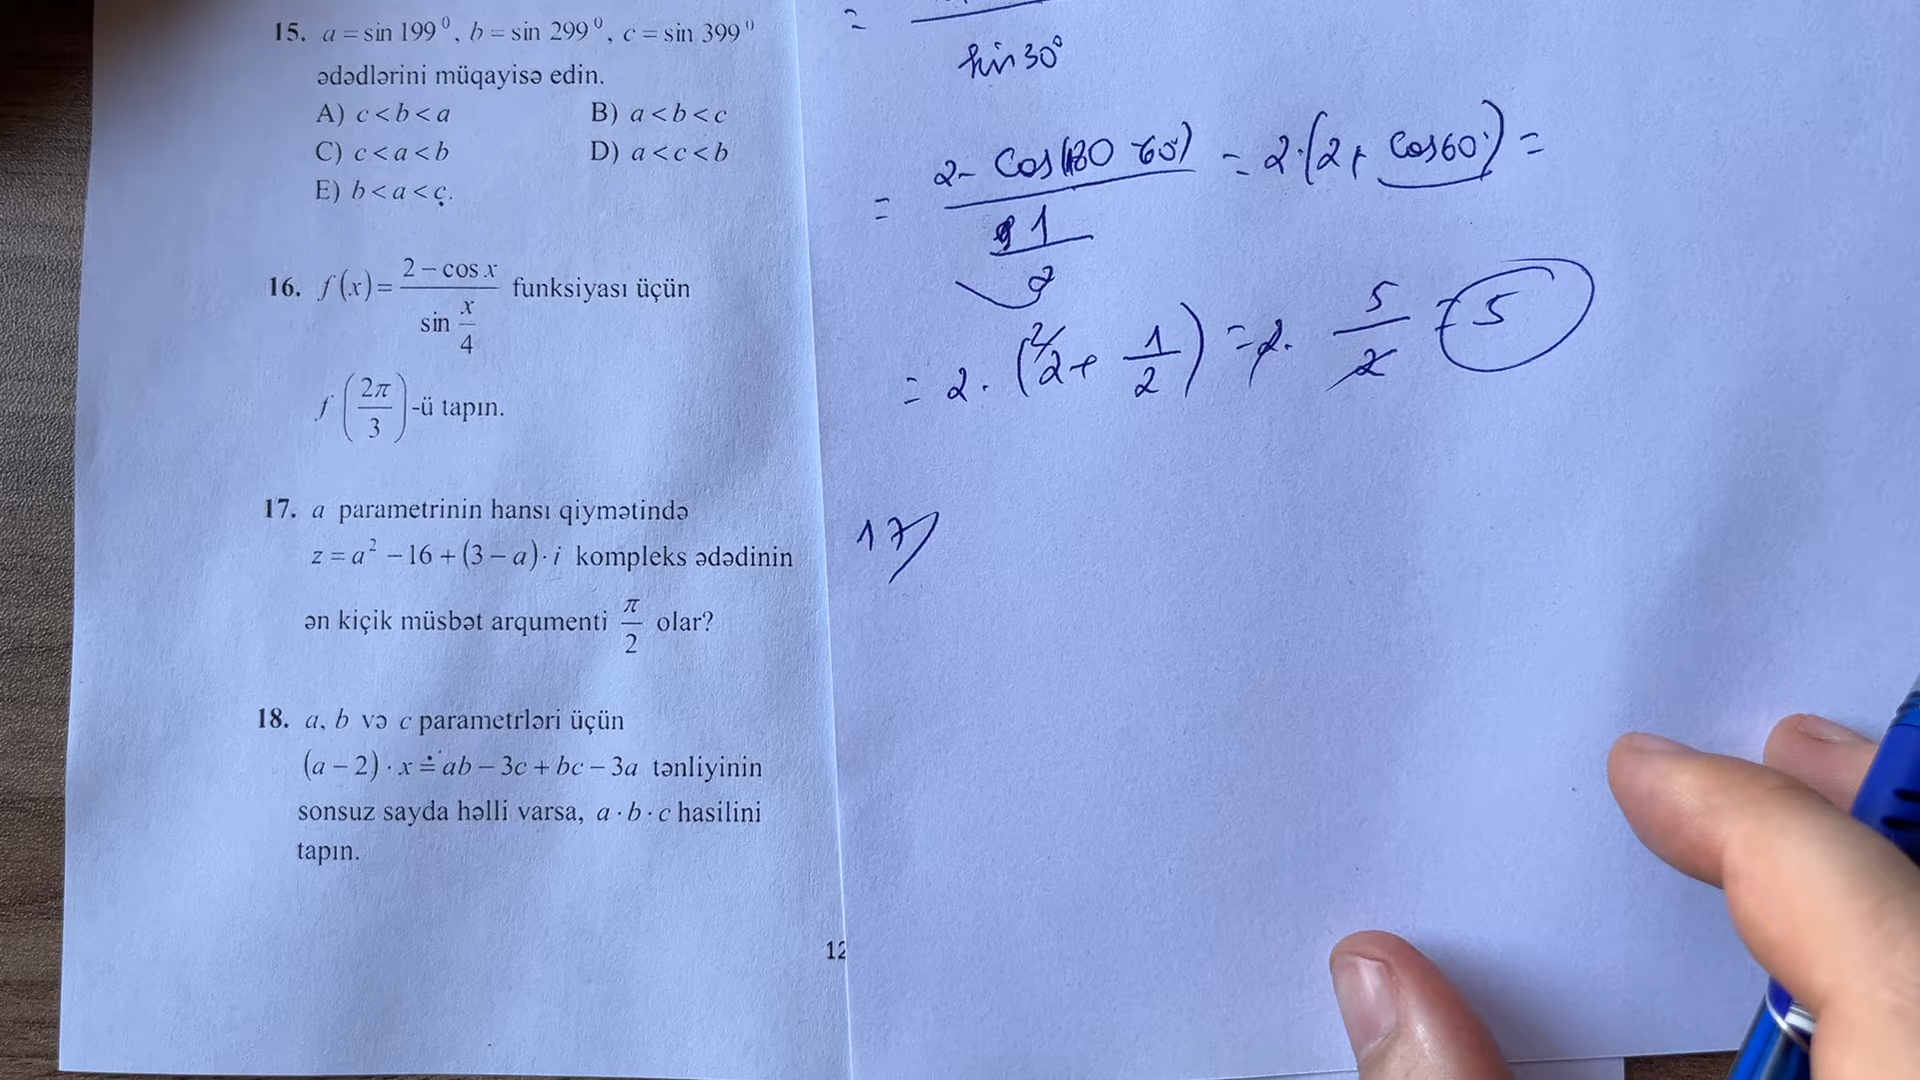 15. a = sin 199⁰, b = sin 299⁰, c = sin 399⁰
ədədlərini müqayisə edin.
A) c < b < a B) a < b < c
C) c < a < b D) a < c < b
E) b < a < c.
16. f(x) = (2 − cos x)/(sin x/4) funksiyası üçün
f(2π/3)-ü tapın.
17. a parametrinin hansı qiymətində
z = a² − 16 + (3 − a) · i kompleks ədədinin
ən kiçik müsbət arqumenti π/2 olar?
18. a, b və c parametrləri üçün
(a − 2) · x = ab − 3c + bc − 3a tənliyinin
sonsuz sayda həlli varsa, a · b · c hasilini
tapın.
12
=
sin 30°
= (2 − cos(180 − 60°))/(1/2) = 2 · (2 + cos 60°) =
= 2 · (2/2 + 1/2) = 2 · 5/2 = 5
17)